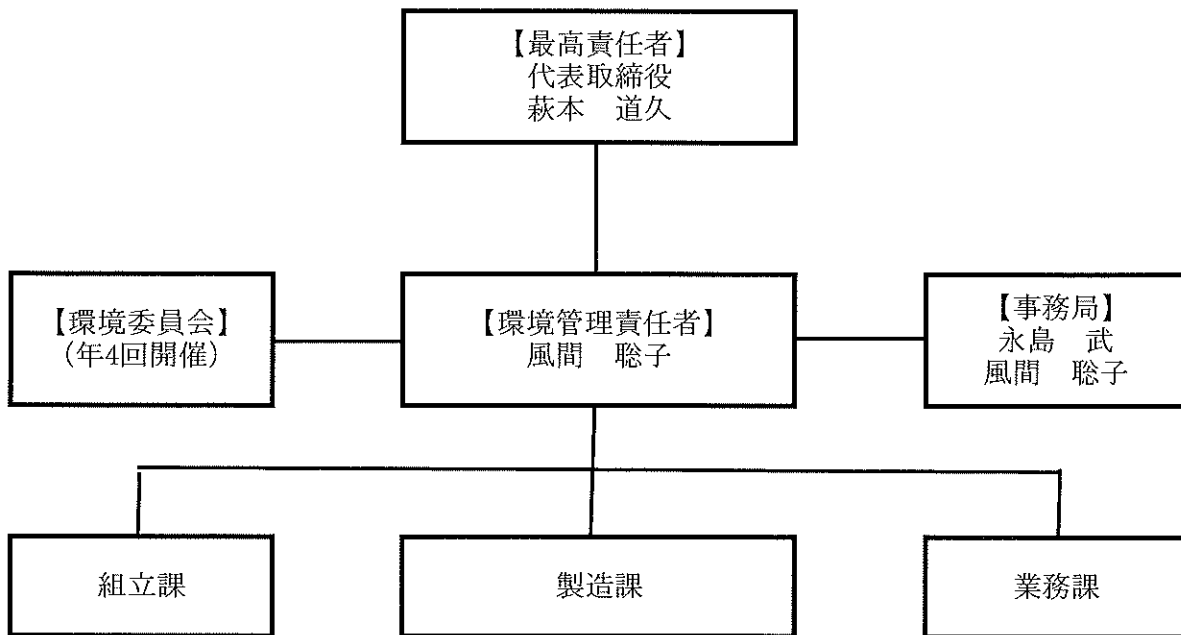 【最高責任者】
代表取締役
萩本　道久
【環境委員会】
(年4回開催)
【環境管理責任者】
風間　聡子
【事務局】
永島　武
風間　聡子
組立課
製造課
業務課